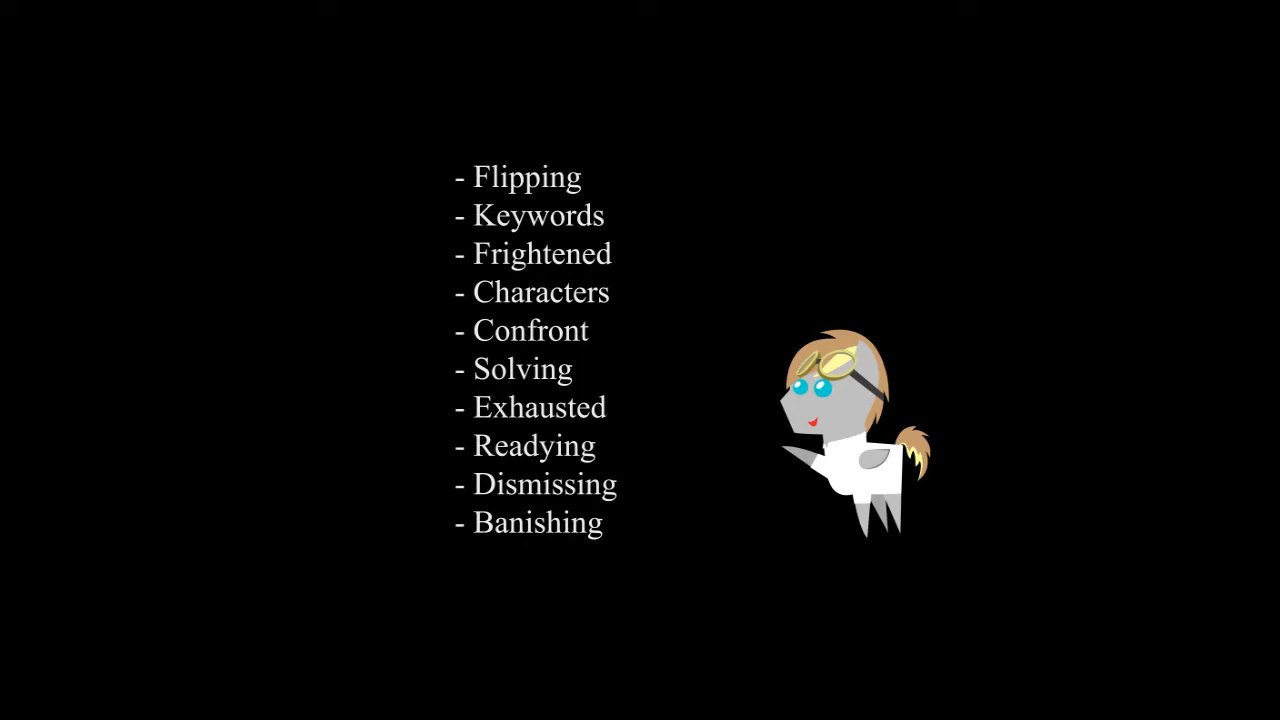 - Flipping
- Keywords
- Frightened
- Characters
- Confront
- Solving
- Exhausted
- Readying
- Dismissing
- Banishing